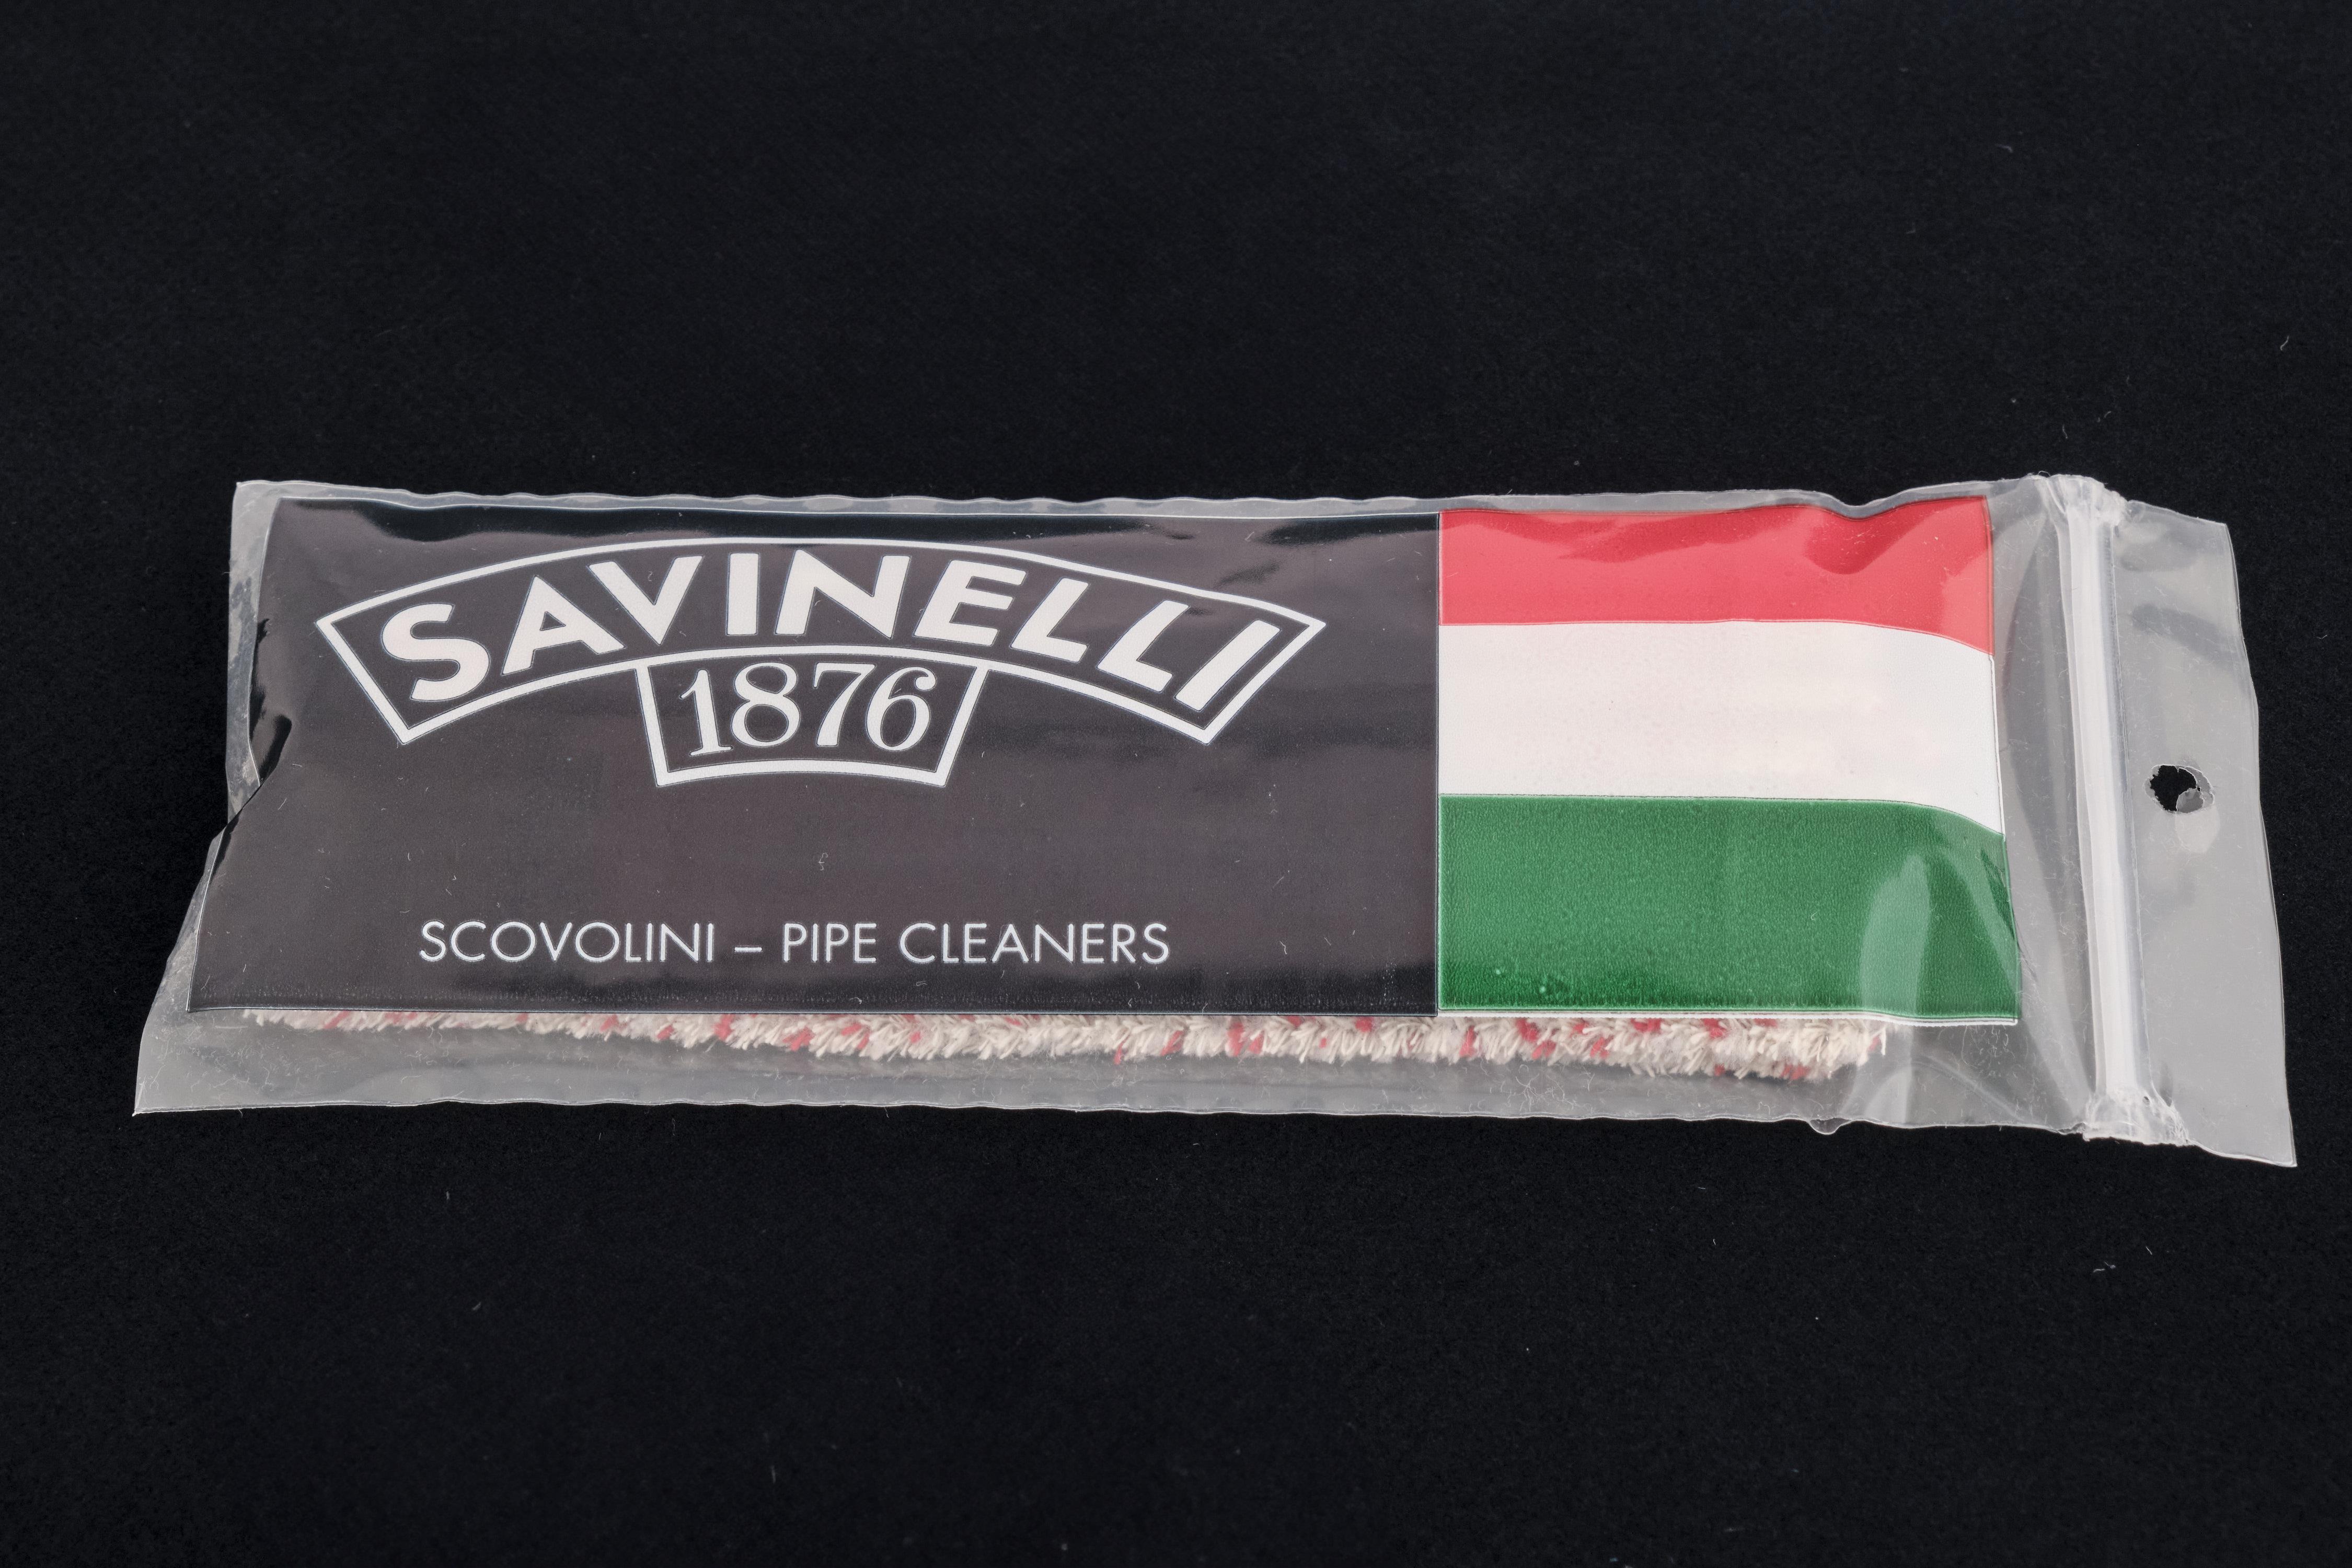 SAVINELLI
1876
SCOVOLINI – PIPE CLEANERS